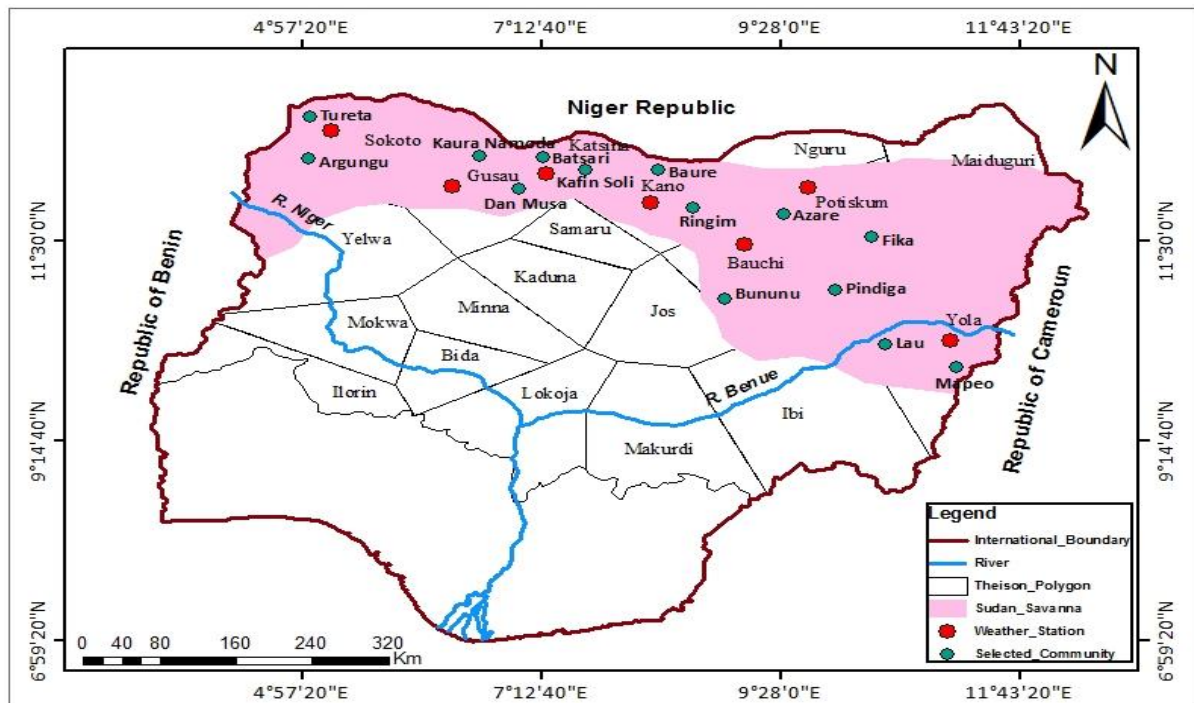 4°57'20"E 7°12'40"E 9°28'0"E 11°43'20"E
N
Niger Republic
Tureta
Sokoto
Kaura Namoda
Katsina
Nguru
Maiduguri
Argungu
Batsari
Baure
Gusau
Kafin Soli
Kano
Potiskum
Dan Musa
Ringim
Azare
R. Niger
Samaru
Fika
Yelwa
11°30'0"N
11°30'0"N
Bauchi
Kaduna
Pindiga
Republic of Benin
Minna
Jos
Bununu
Mokwa
Yola
Lau
Republic of Cameroun
Bida
Mapeo
Ilorin
Lokoja
R. Benue
Ibi
Makurdi
9°14'40"N
9°14'40"N
Legend
International_Boundary
River
Theison_Polygon
Sudan_Savanna
Weather_Station
Selected_Community
6°59'20"N
6°59'20"N
0 40 80 160 240 320
Km
4°57'20"E 7°12'40"E 9°28'0"E 11°43'20"E